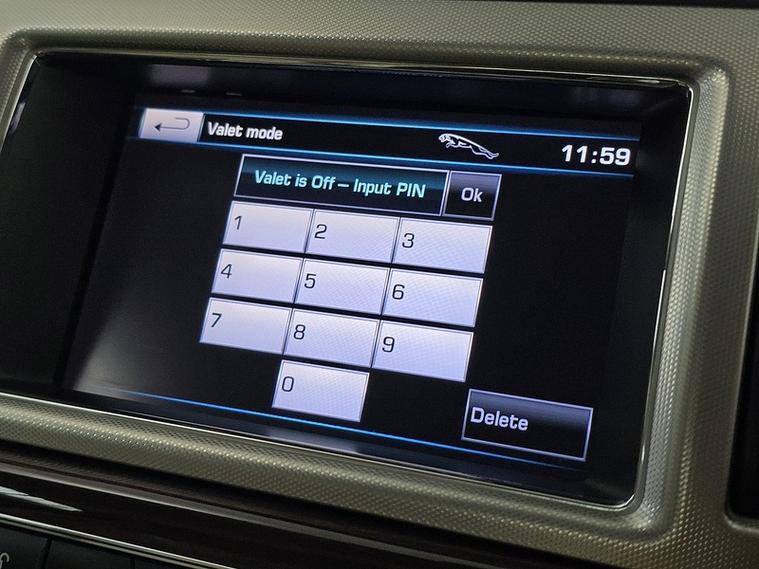 Valet mode
11:59
Valet is Off – Input PIN
Ok
1
2
3
4
5
6
7
8
9
0
Delete